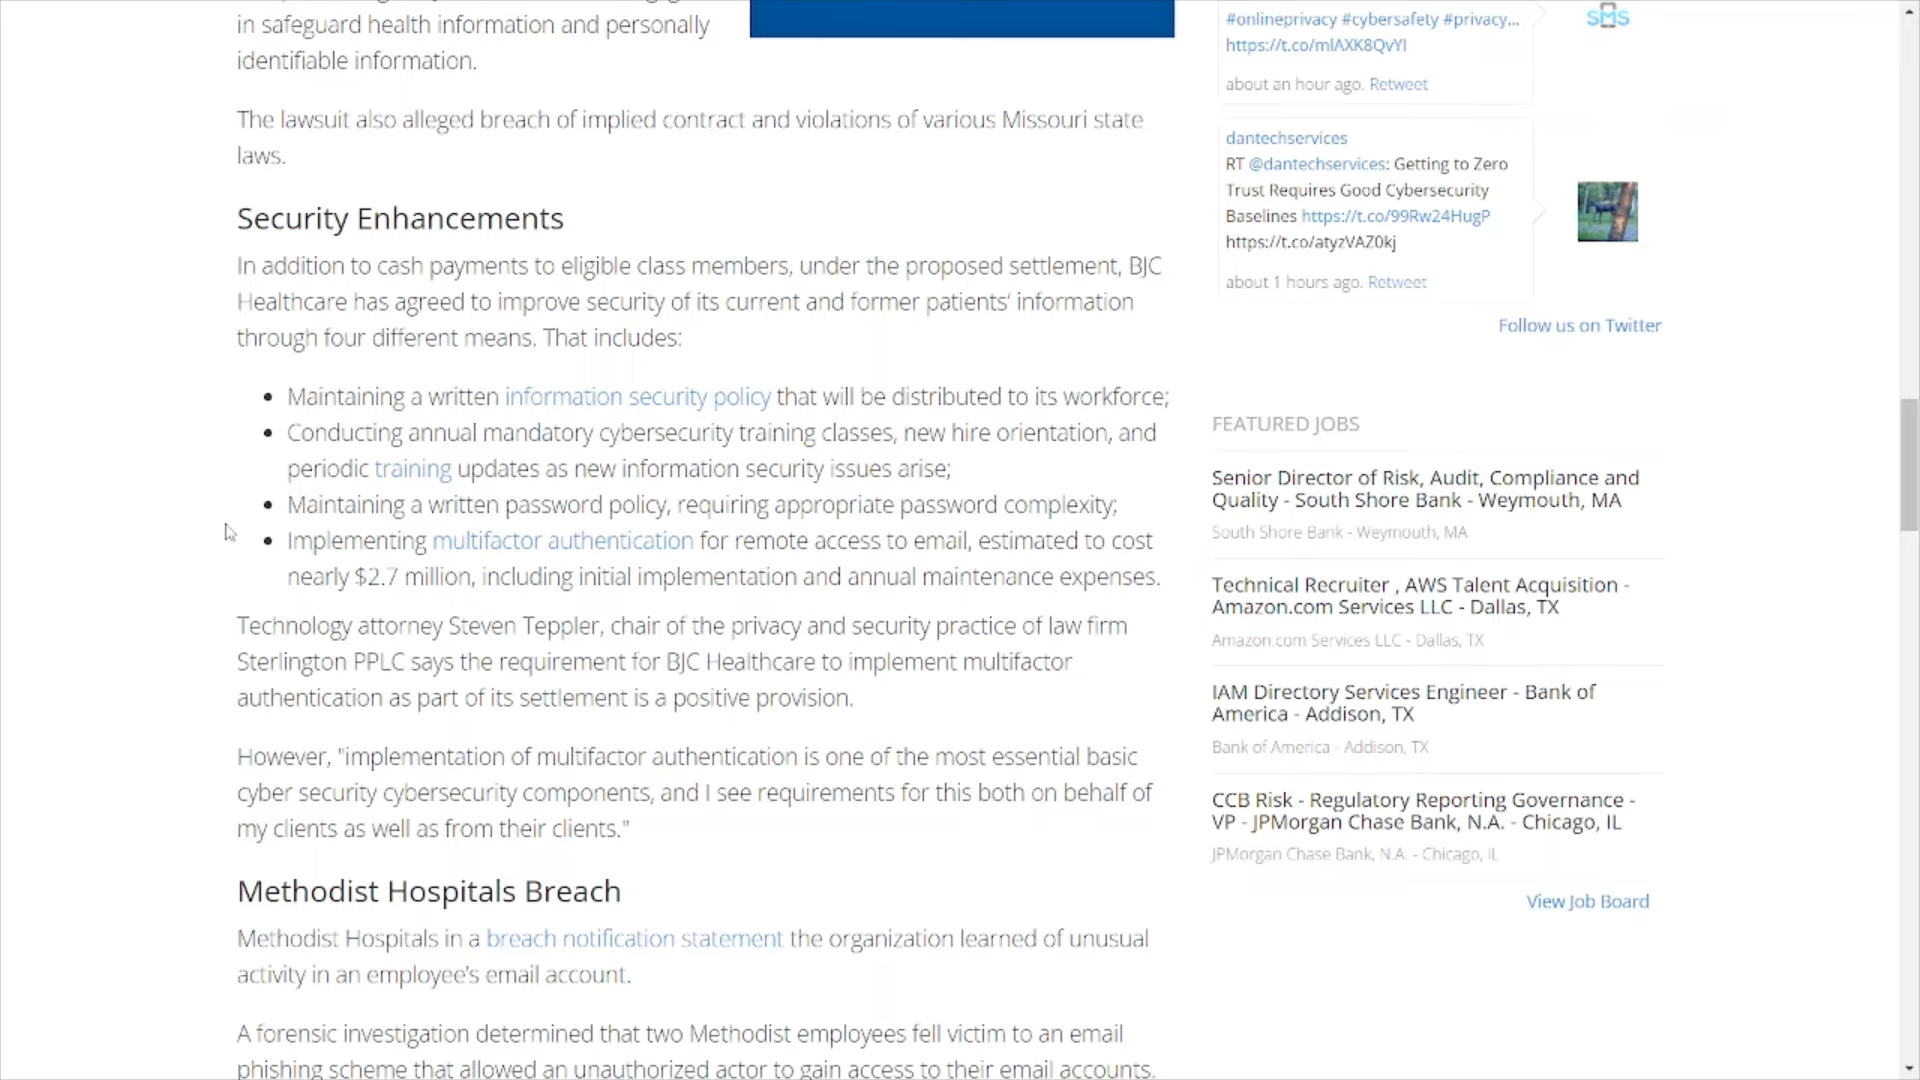 in safeguard health information and personally
identifiable information.
The lawsuit also alleged breach of implied contract and violations of various Missouri state
laws.
Security Enhancements
In addition to cash payments to eligible class members, under the proposed settlement, BJC
Healthcare has agreed to improve security of its current and former patients' information
through four different means. That includes:
Maintaining a written information security policy that will be distributed to its workforce;
Conducting annual mandatory cybersecurity training classes, new hire orientation, and
periodic training updates as new information security issues arise;
Maintaining a written password policy, requiring appropriate password complexity;
Implementing multifactor authentication for remote access to email, estimated to cost
nearly $2.7 million, including initial implementation and annual maintenance expenses.
Technology attorney Steven Teppler, chair of the privacy and security practice of law firm
Sterlington PPLC says the requirement for BJC Healthcare to implement multifactor
authentication as part of its settlement is a positive provision.
However, "implementation of multifactor authentication is one of the most essential basic
cyber security cybersecurity components, and I see requirements for this both on behalf of
my clients as well as from their clients."
Methodist Hospitals Breach
Methodist Hospitals in a breach notification statement the organization learned of unusual
activity in an employee's email account.
A forensic investigation determined that two Methodist employees fell victim to an email
phishing scheme that allowed an unauthorized actor to gain access to their email accounts.
#onlineprivacy #cybersafety #privacy...
https://t.co/mlAXK8QvYl
about an hour ago. Retweet
SMS
dantechservices
RT @dantechservices: Getting to Zero
Trust Requires Good Cybersecurity
Baselines https://t.co/99Rw24HugP
https://t.co/atyzVAZ0kj
about 1 hours ago. Retweet
Follow us on Twitter
FEATURED JOBS
Senior Director of Risk, Audit, Compliance and
Quality - South Shore Bank - Weymouth, MA
South Shore Bank - Weymouth, MA
Technical Recruiter , AWS Talent Acquisition -
Amazon.com Services LLC - Dallas, TX
Amazon.com Services LLC - Dallas, TX
IAM Directory Services Engineer - Bank of
America - Addison, TX
Bank of America - Addison, TX
CCB Risk - Regulatory Reporting Governance -
VP - JPMorgan Chase Bank, N.A. - Chicago, IL
JPMorgan Chase Bank, N.A. - Chicago, IL
View Job Board